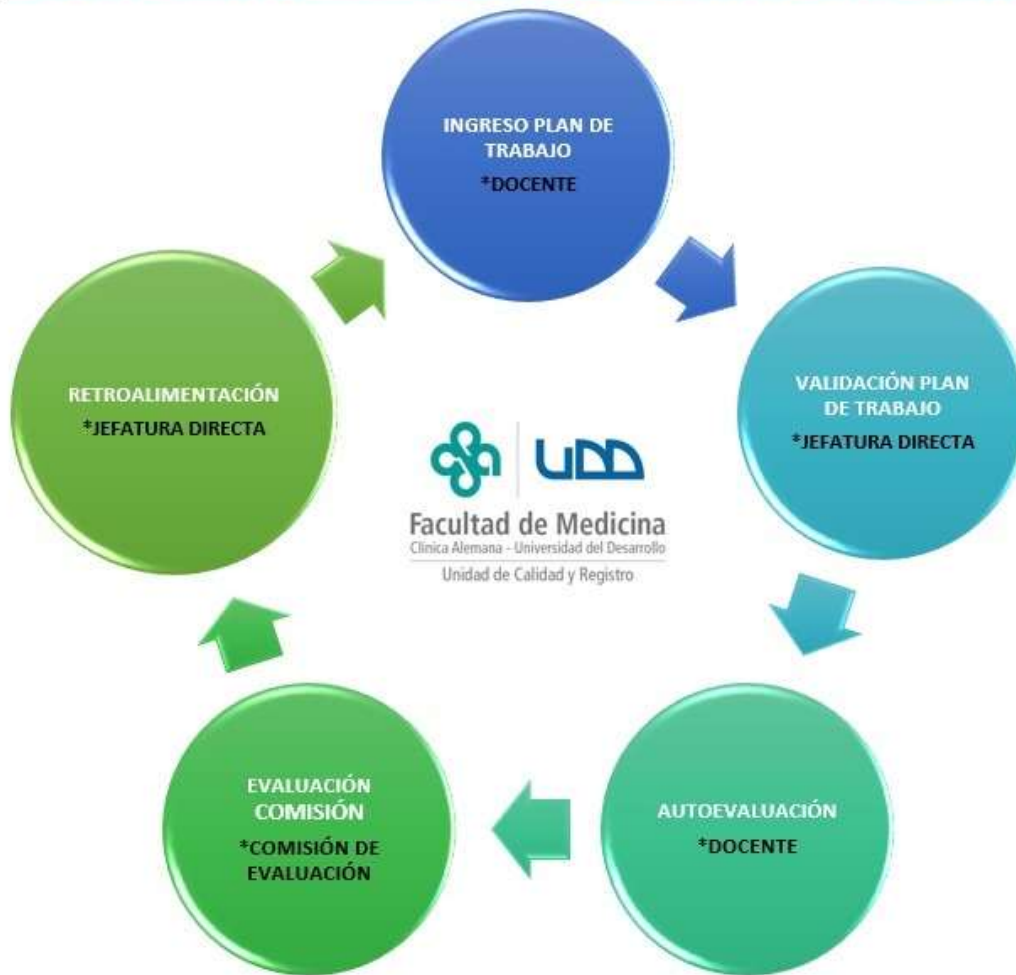 INGRESO PLAN DE
TRABAJO
*DOCENTE
VALIDACIÓN PLAN
DE TRABAJO
*JEFATURA DIRECTA
AUTOEVALUACIÓN
*DOCENTE
EVALUACIÓN
COMISIÓN
*COMISIÓN DE
EVALUACIÓN
RETROALIMENTACIÓN
*JEFATURA DIRECTA
UDD
Facultad de Medicina
Clínica Alemana - Universidad del Desarrollo
Unidad de Calidad y Registro